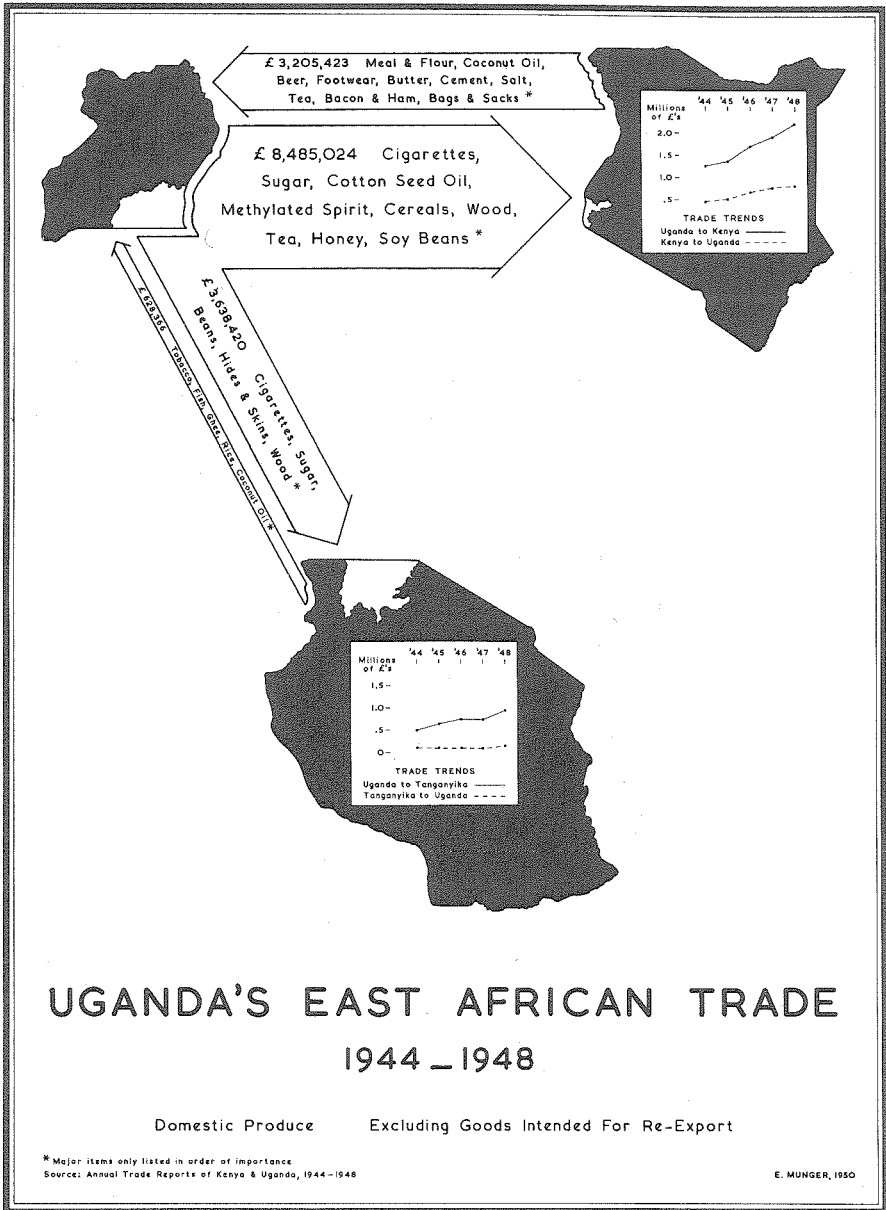 £ 3,205,423 Meal & Flour, Coconut Oil,
Beer, Footwear, Butter, Cement, Salt,
Tea, Bacon & Ham, Bags & Sacks *
£ 8,485,024 Cigarettes,
Sugar, Cotton Seed Oil,
Methylated Spirit, Cereals, Wood,
Tea, Honey, Soy Beans *
'44 '45 '46 '47 '48
Millions
of £'s
2.0-
1.5-
1.0-
.5-
TRADE TRENDS
Uganda to Kenya
Kenya to Uganda
£ 3,638,420 Cigarettes, Sugar,
Beans, Hides & Skins, Wood *
£ 628,366 Tobacco, Fish, Ghee, Rice, Coconut Oil *
'44 '45 '46 '47 '48
Millions
of £'s
1.5-
1.0-
.5-
0-
TRADE TRENDS
Uganda to Tanganyika
Tanganyika to Uganda
UGANDA'S EAST AFRICAN TRADE
1944 – 1948
Domestic Produce Excluding Goods Intended For Re-Export
* Major items only listed in order of importance
Source: Annual Trade Reports of Kenya & Uganda, 1944-1948
E. MUNGER, 1950